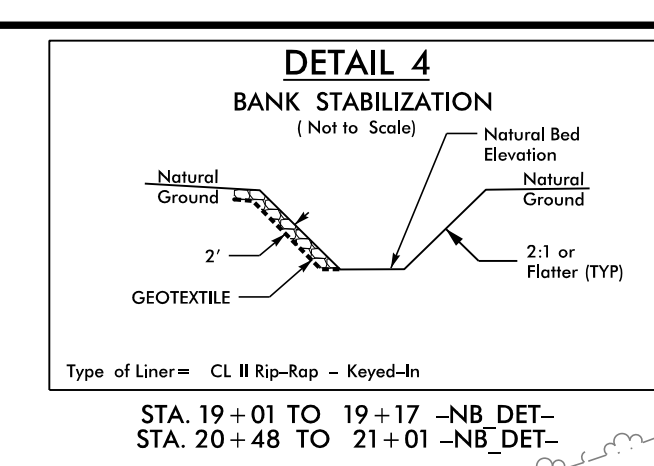 DETAIL 4
BANK STABILIZATION
( Not to Scale)
Natural Bed
Elevation
Natural
Ground
Natural
Ground
2'
2:1 or
Flatter (TYP)
GEOTEXTILE
Type of Liner= CL II Rip-Rap - Keyed-In
STA. 19+01 TO 19+17 -NB_DET-
STA. 20+48 TO 21+01 -NB_DET-